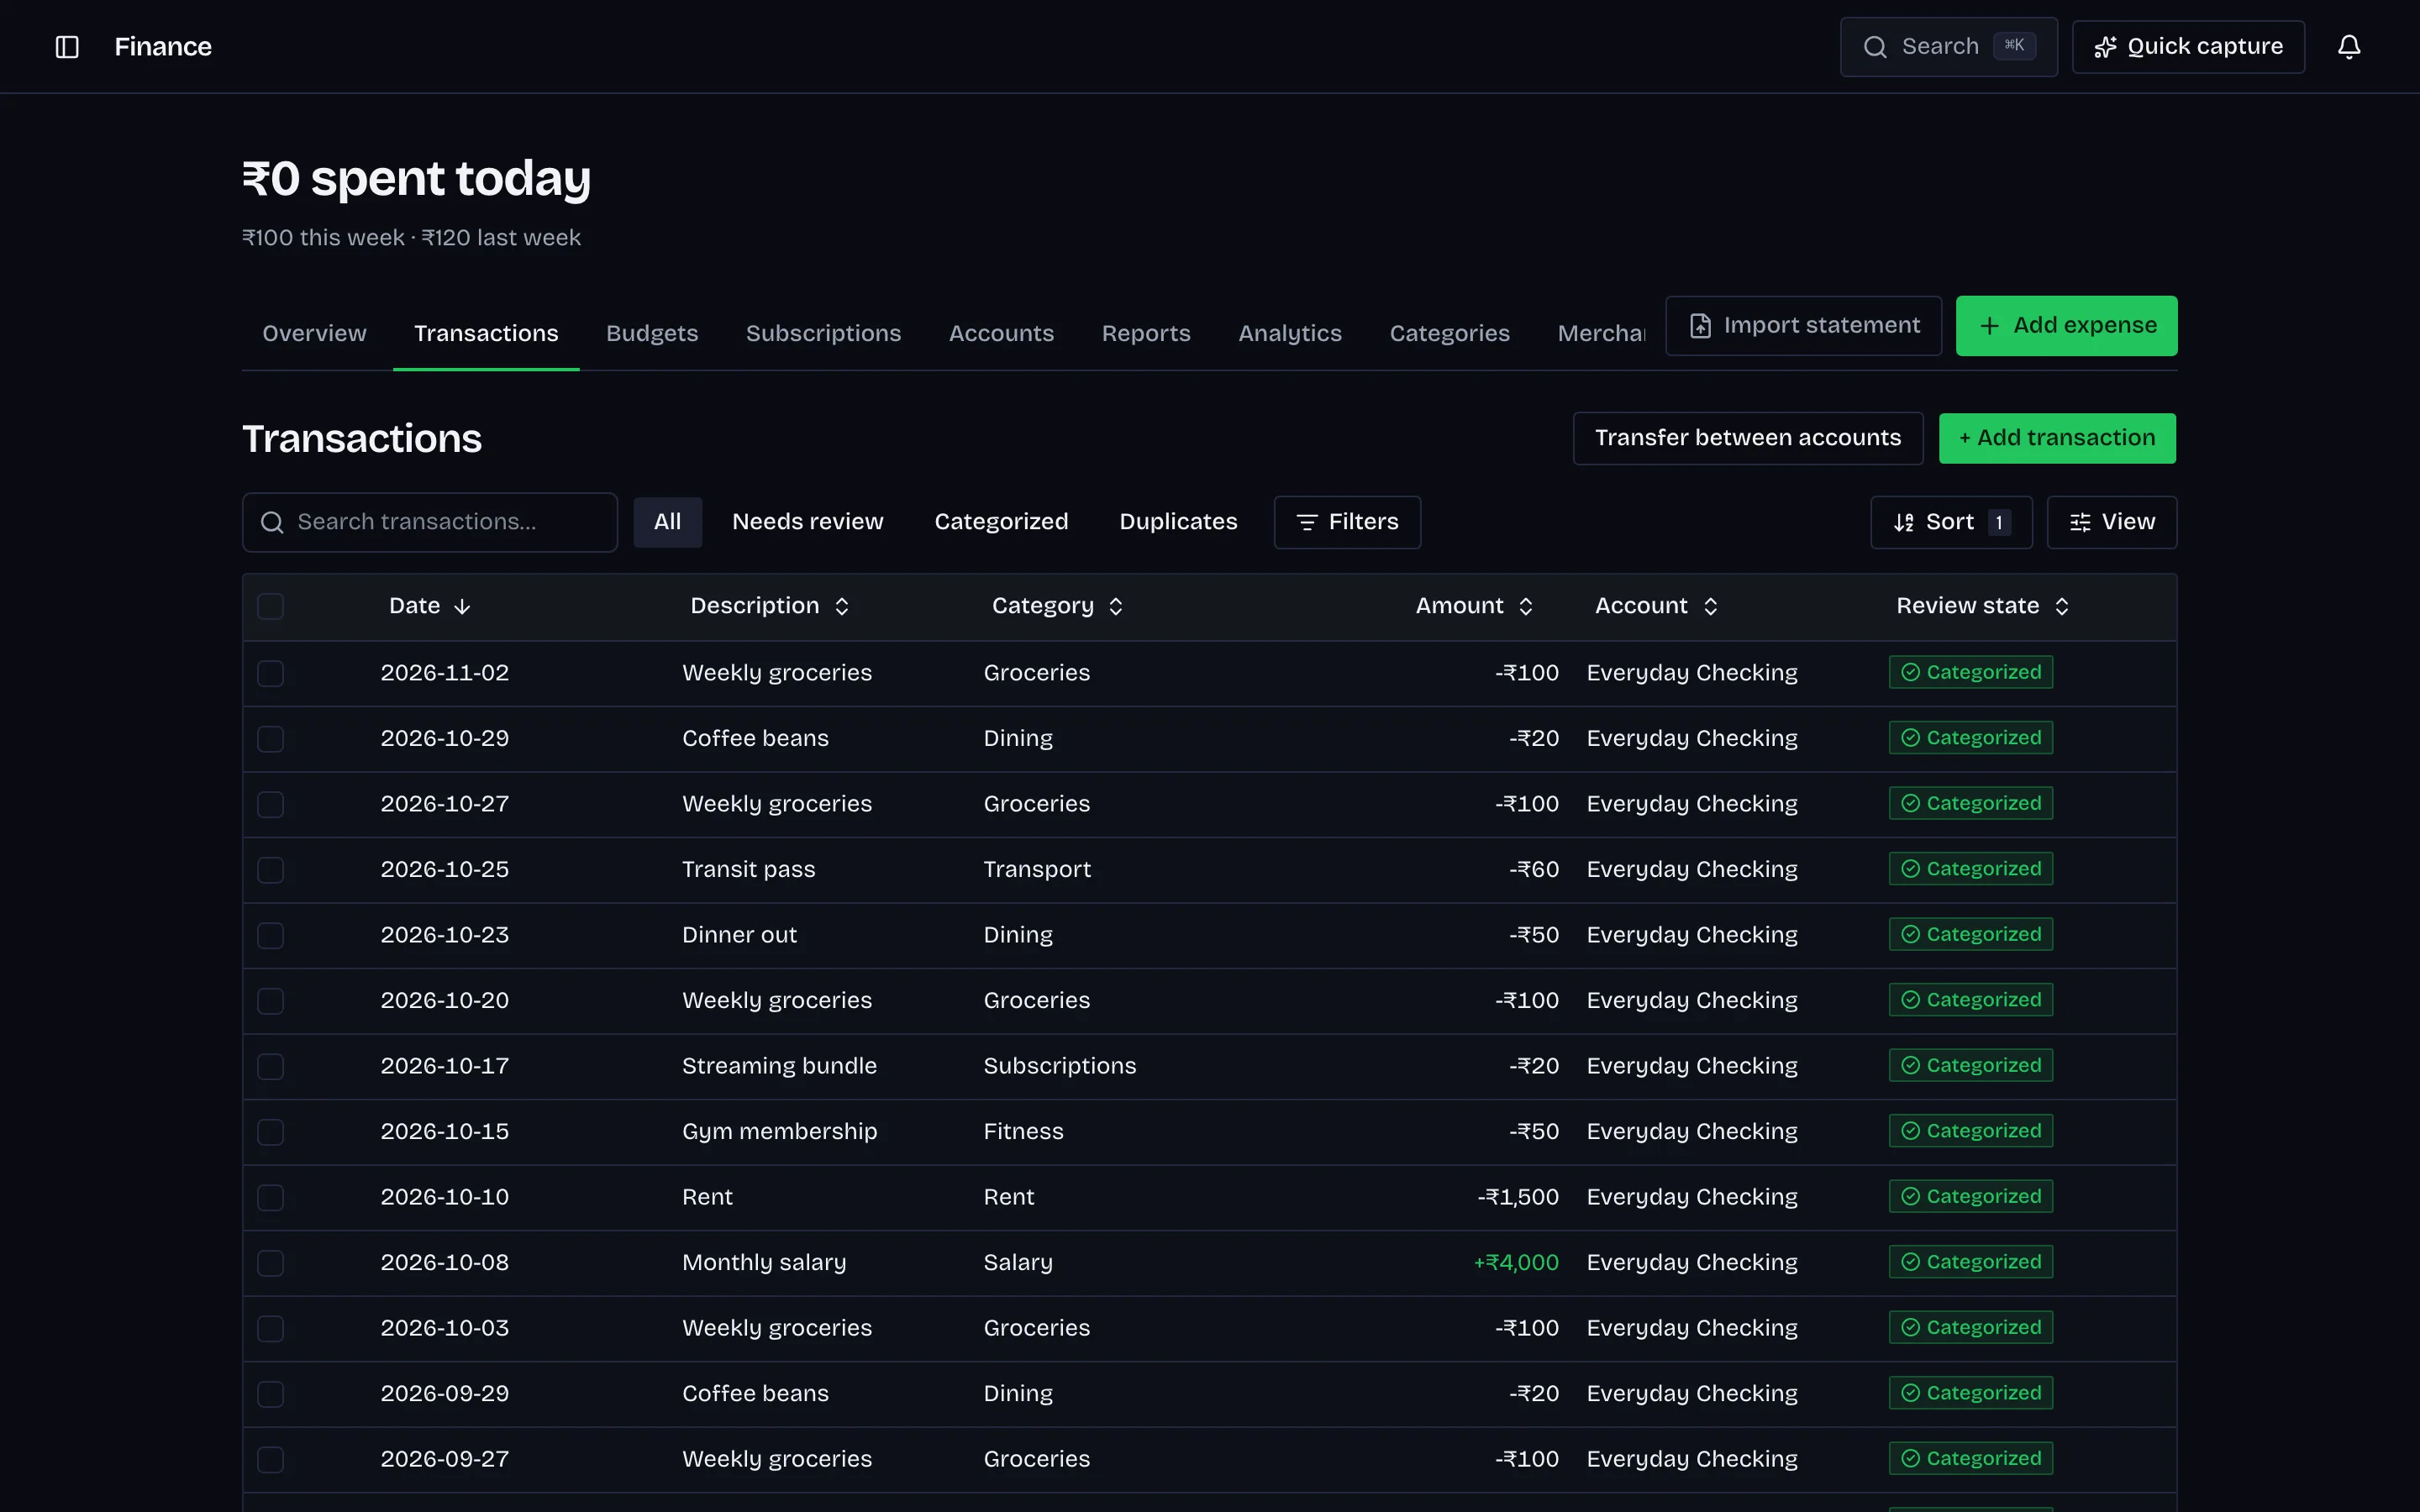 Finance
Search ⌘K
Quick capture
₹0 spent today
₹100 this week · ₹120 last week
Overview Transactions Budgets Subscriptions Accounts Reports Analytics Categories Merchar Import statement + Add expense
Transactions
Transfer between accounts + Add transaction
Search transactions... All Needs review Categorized Duplicates Filters Sort 1 View
Date Description Category Amount Account Review state
2026-11-02 Weekly groceries Groceries -₹100 Everyday Checking Categorized
2026-10-29 Coffee beans Dining -₹20 Everyday Checking Categorized
2026-10-27 Weekly groceries Groceries -₹100 Everyday Checking Categorized
2026-10-25 Transit pass Transport -₹60 Everyday Checking Categorized
2026-10-23 Dinner out Dining -₹50 Everyday Checking Categorized
2026-10-20 Weekly groceries Groceries -₹100 Everyday Checking Categorized
2026-10-17 Streaming bundle Subscriptions -₹20 Everyday Checking Categorized
2026-10-15 Gym membership Fitness -₹50 Everyday Checking Categorized
2026-10-10 Rent Rent -₹1,500 Everyday Checking Categorized
2026-10-08 Monthly salary Salary +₹4,000 Everyday Checking Categorized
2026-10-03 Weekly groceries Groceries -₹100 Everyday Checking Categorized
2026-09-29 Coffee beans Dining -₹20 Everyday Checking Categorized
2026-09-27 Weekly groceries Groceries -₹100 Everyday Checking Categorized